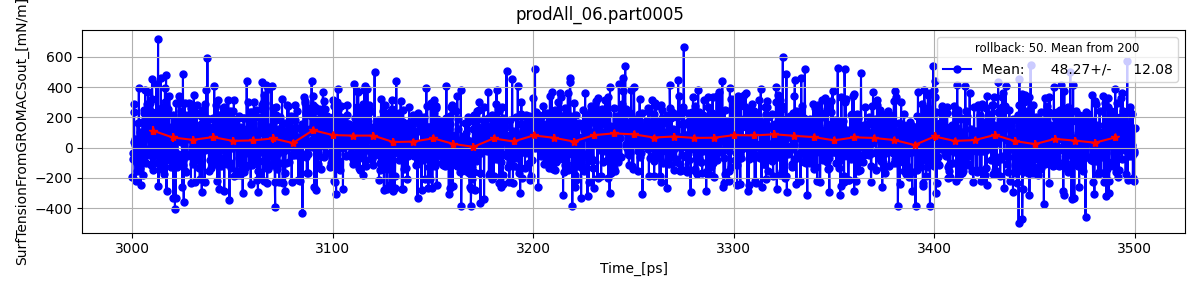 prodAll_06.part0005
SurfTensionFromGROMACSout_[mN/m]
600
400
200
0
−200
−400
rollback: 50. Mean from 200
Mean: 48.27+/- 12.08
3000 3100 3200 3300 3400 3500
Time_[ps]